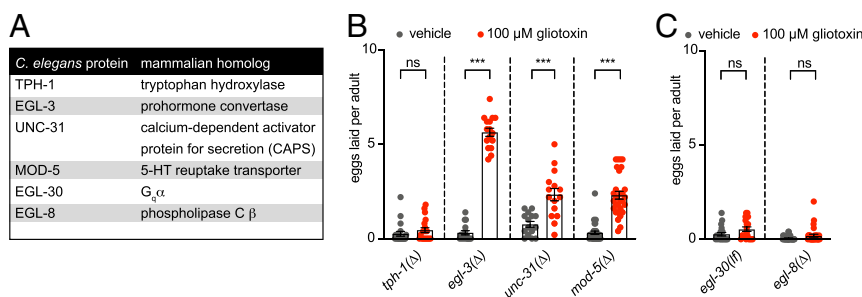 A
C. elegans protein mammalian homolog
TPH-1 tryptophan hydroxylase
EGL-3 prohormone convertase
UNC-31 calcium-dependent activator
protein for secretion (CAPS)
MOD-5 5-HT reuptake transporter
EGL-30 Gqα
EGL-8 phospholipase C β
B
vehicle 100 µM gliotoxin
10
5
0
eggs laid per adult
ns *** *** ***
tph-1(Δ) egl-3(Δ) unc-31(Δ) mod-5(Δ)
C
vehicle 100 µM gliotoxin
10
5
0
eggs laid per adult
ns ns
egl-30(lf) egl-8(Δ)